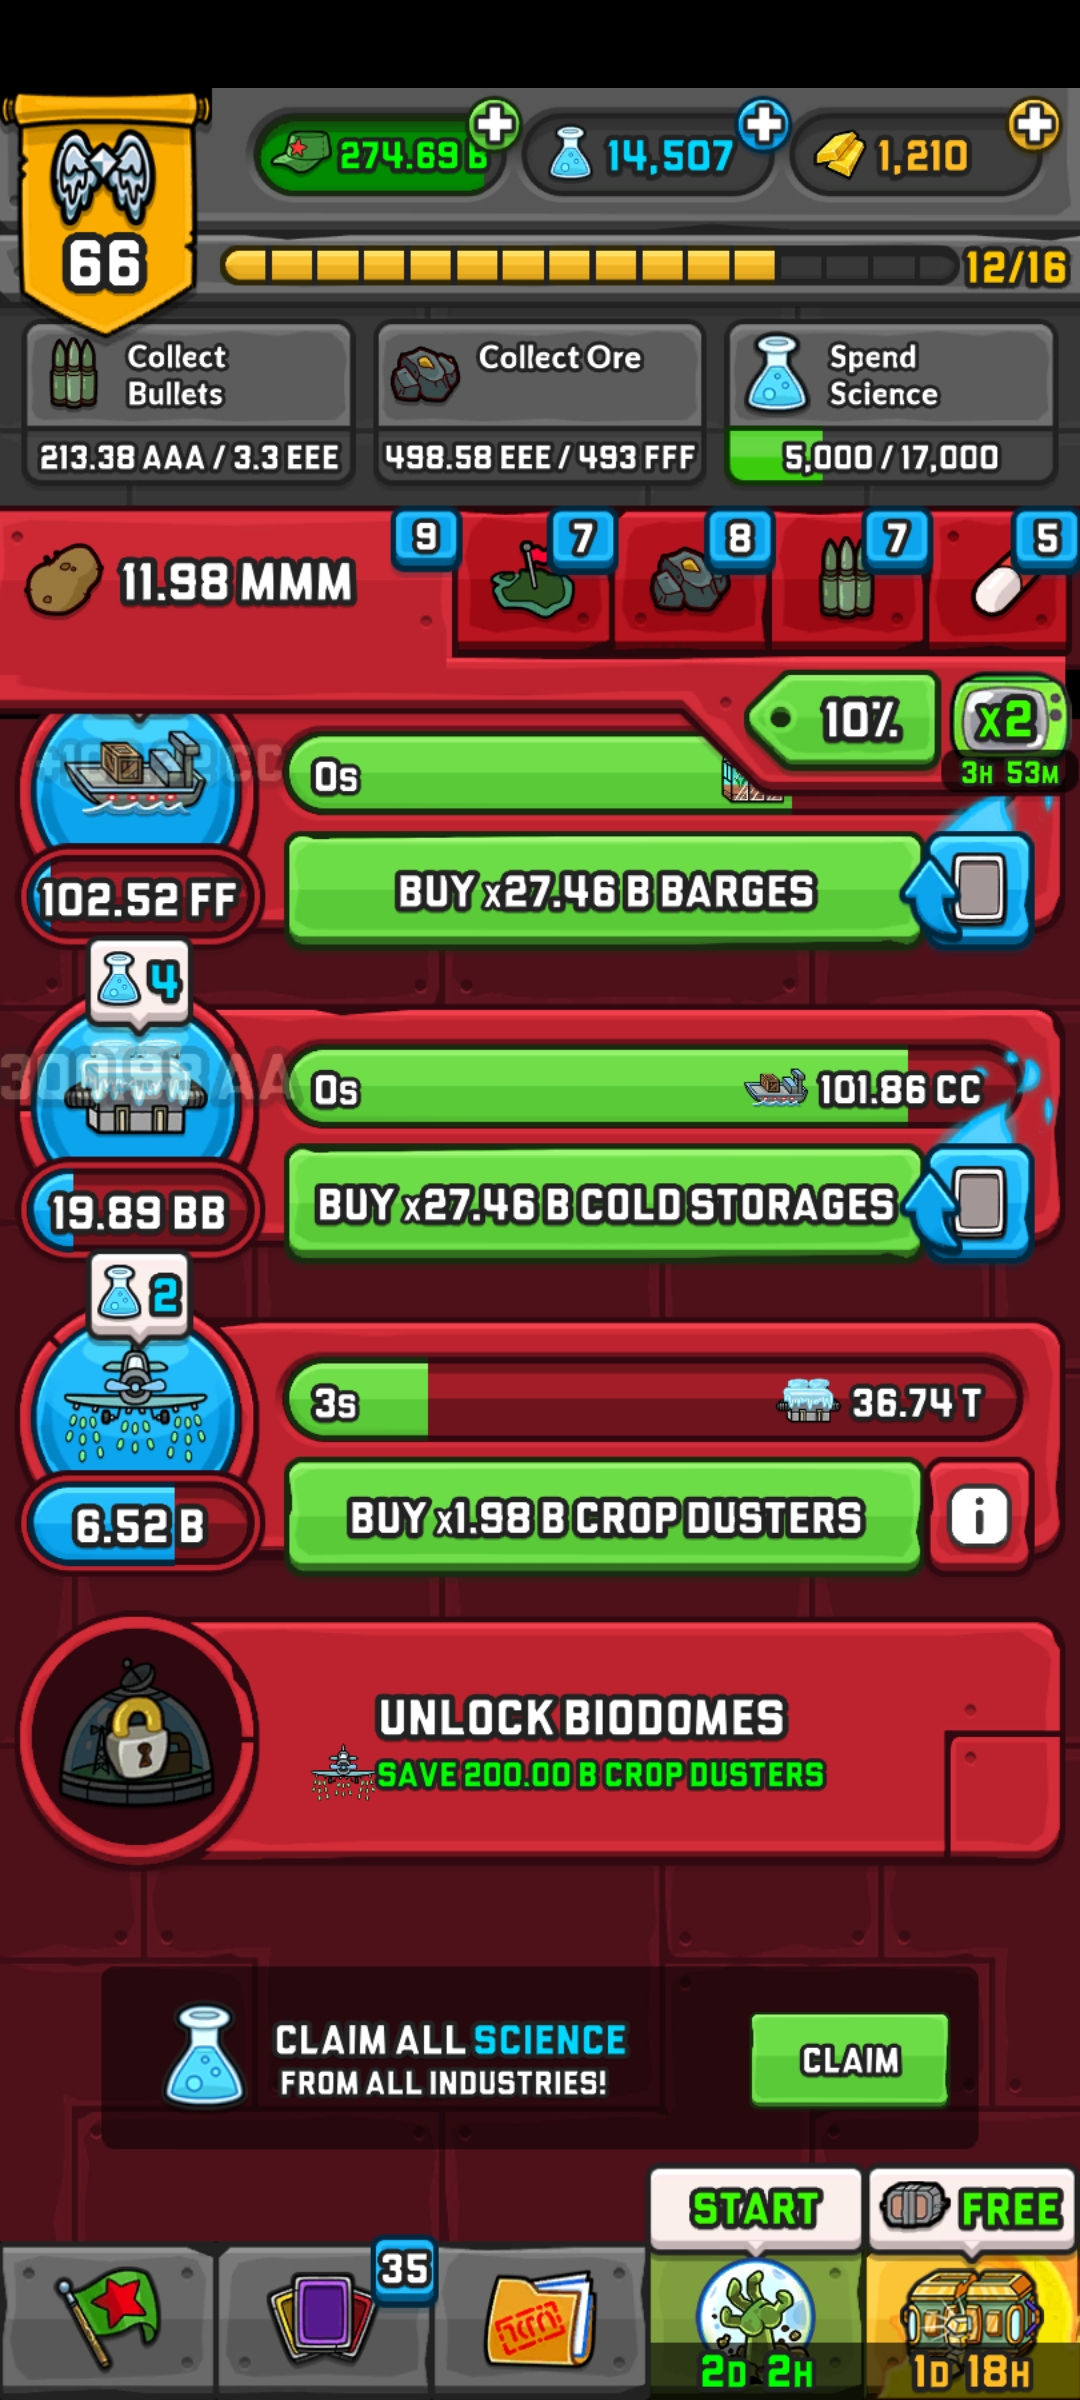 274.69 B
14,507
1,210
66
12/16
Collect
Bullets
Collect Ore
Spend
Science
213.38 AAA / 3.3 EEE
498.58 EEE / 493 FFF
5,000 / 17,000
9
7
8
7
5
11.98 MMM
10%
x2
3H 53M
0s
102.52 FF
BUY x27.46 B BARGES
4
0s
101.86 CC
19.89 BB
BUY x27.46 B COLD STORAGES
2
3s
36.74 T
6.52 B
BUY x1.98 B CROP DUSTERS
i
UNLOCK BIODOMES
SAVE 200.00 B CROP DUSTERS
CLAIM ALL SCIENCE
FROM ALL INDUSTRIES!
CLAIM
START
FREE
35
2D 2H
1D 18H